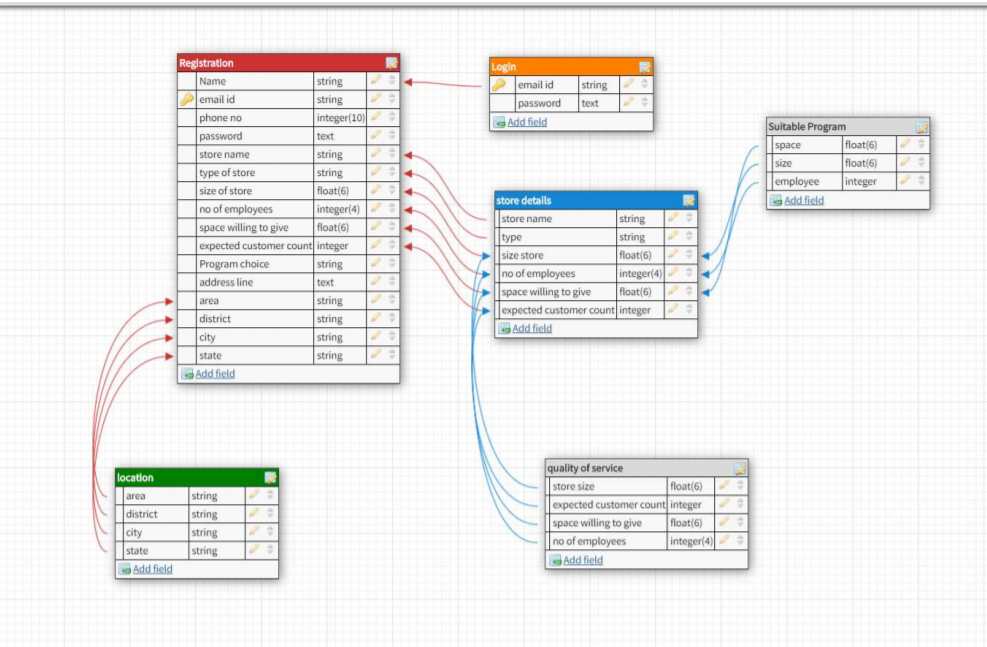 Registration
Name string
email id string
phone no integer(10)
password text
store name string
type of store string
size of store float(6)
no of employees integer(4)
space willing to give float(6)
expected customer count integer
Program choice string
address line text
area string
district string
city string
state string
Add field
Login
email id string
password text
Add field
Suitable Program
space float(6)
size float(6)
employee integer
Add field
store details
store name string
type string
size store float(6)
no of employees integer(4)
space willing to give float(6)
expected customer count integer
Add field
location
area string
district string
city string
state string
Add field
quality of service
store size float(6)
expected customer count integer
space willing to give float(6)
no of employees integer(4)
Add field